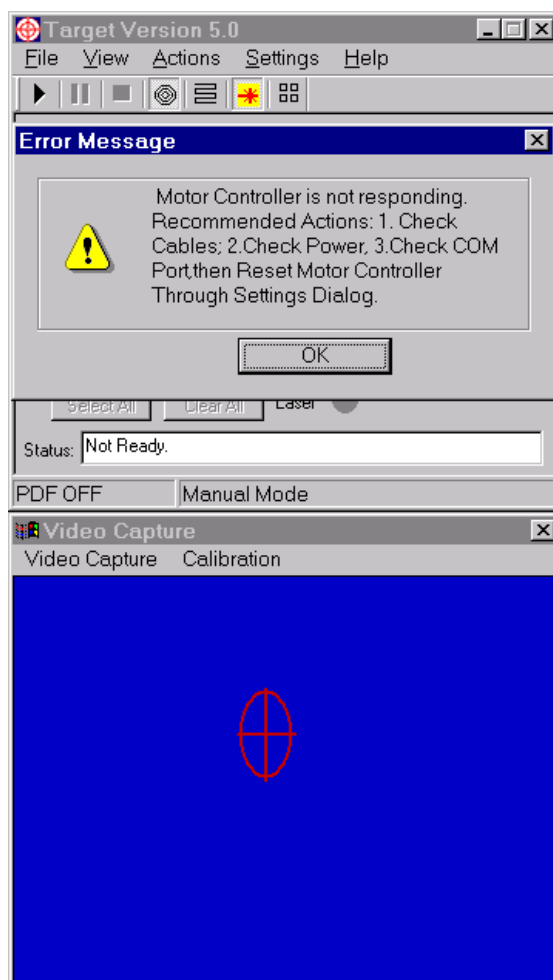 Target Version 5.0
File View Actions Settings Help
Error Message
Motor Controller is not responding.
Recommended Actions: 1. Check
Cables; 2.Check Power, 3.Check COM
Port,then Reset Motor Controller
Through Settings Dialog.
OK
Select All Clear All Laser
Status: Not Ready.
PDF OFF Manual Mode
Video Capture
Video Capture Calibration